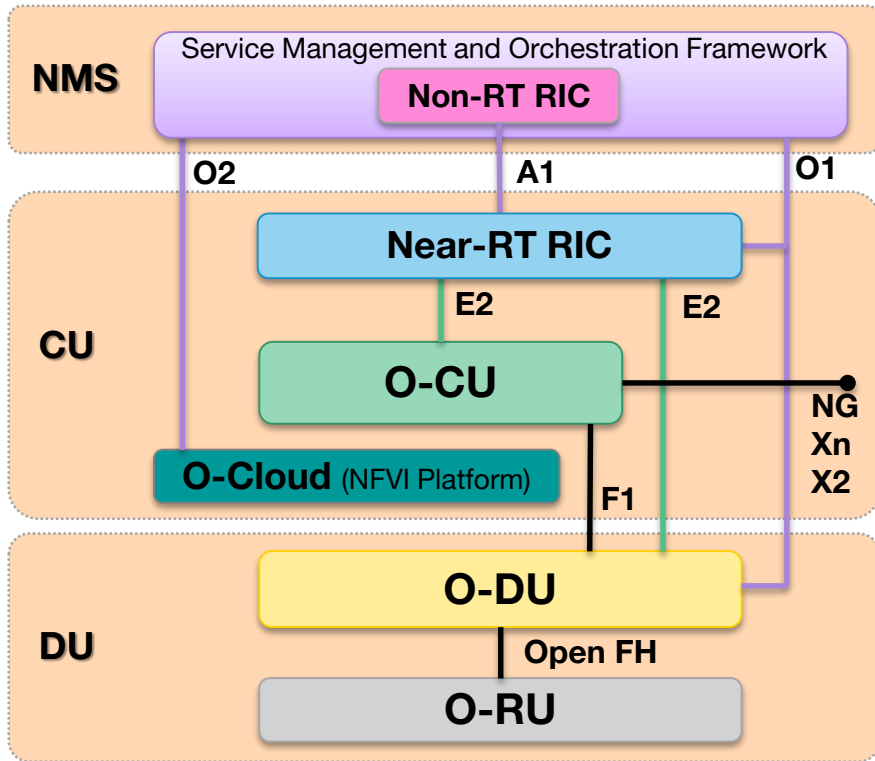 Service Management and Orchestration Framework
NMS
Non-RT RIC
O2
A1
O1
Near-RT RIC
E2
E2
CU
O-CU
NG
Xn
X2
O-Cloud (NFVI Platform)
F1
O-DU
DU
Open FH
O-RU